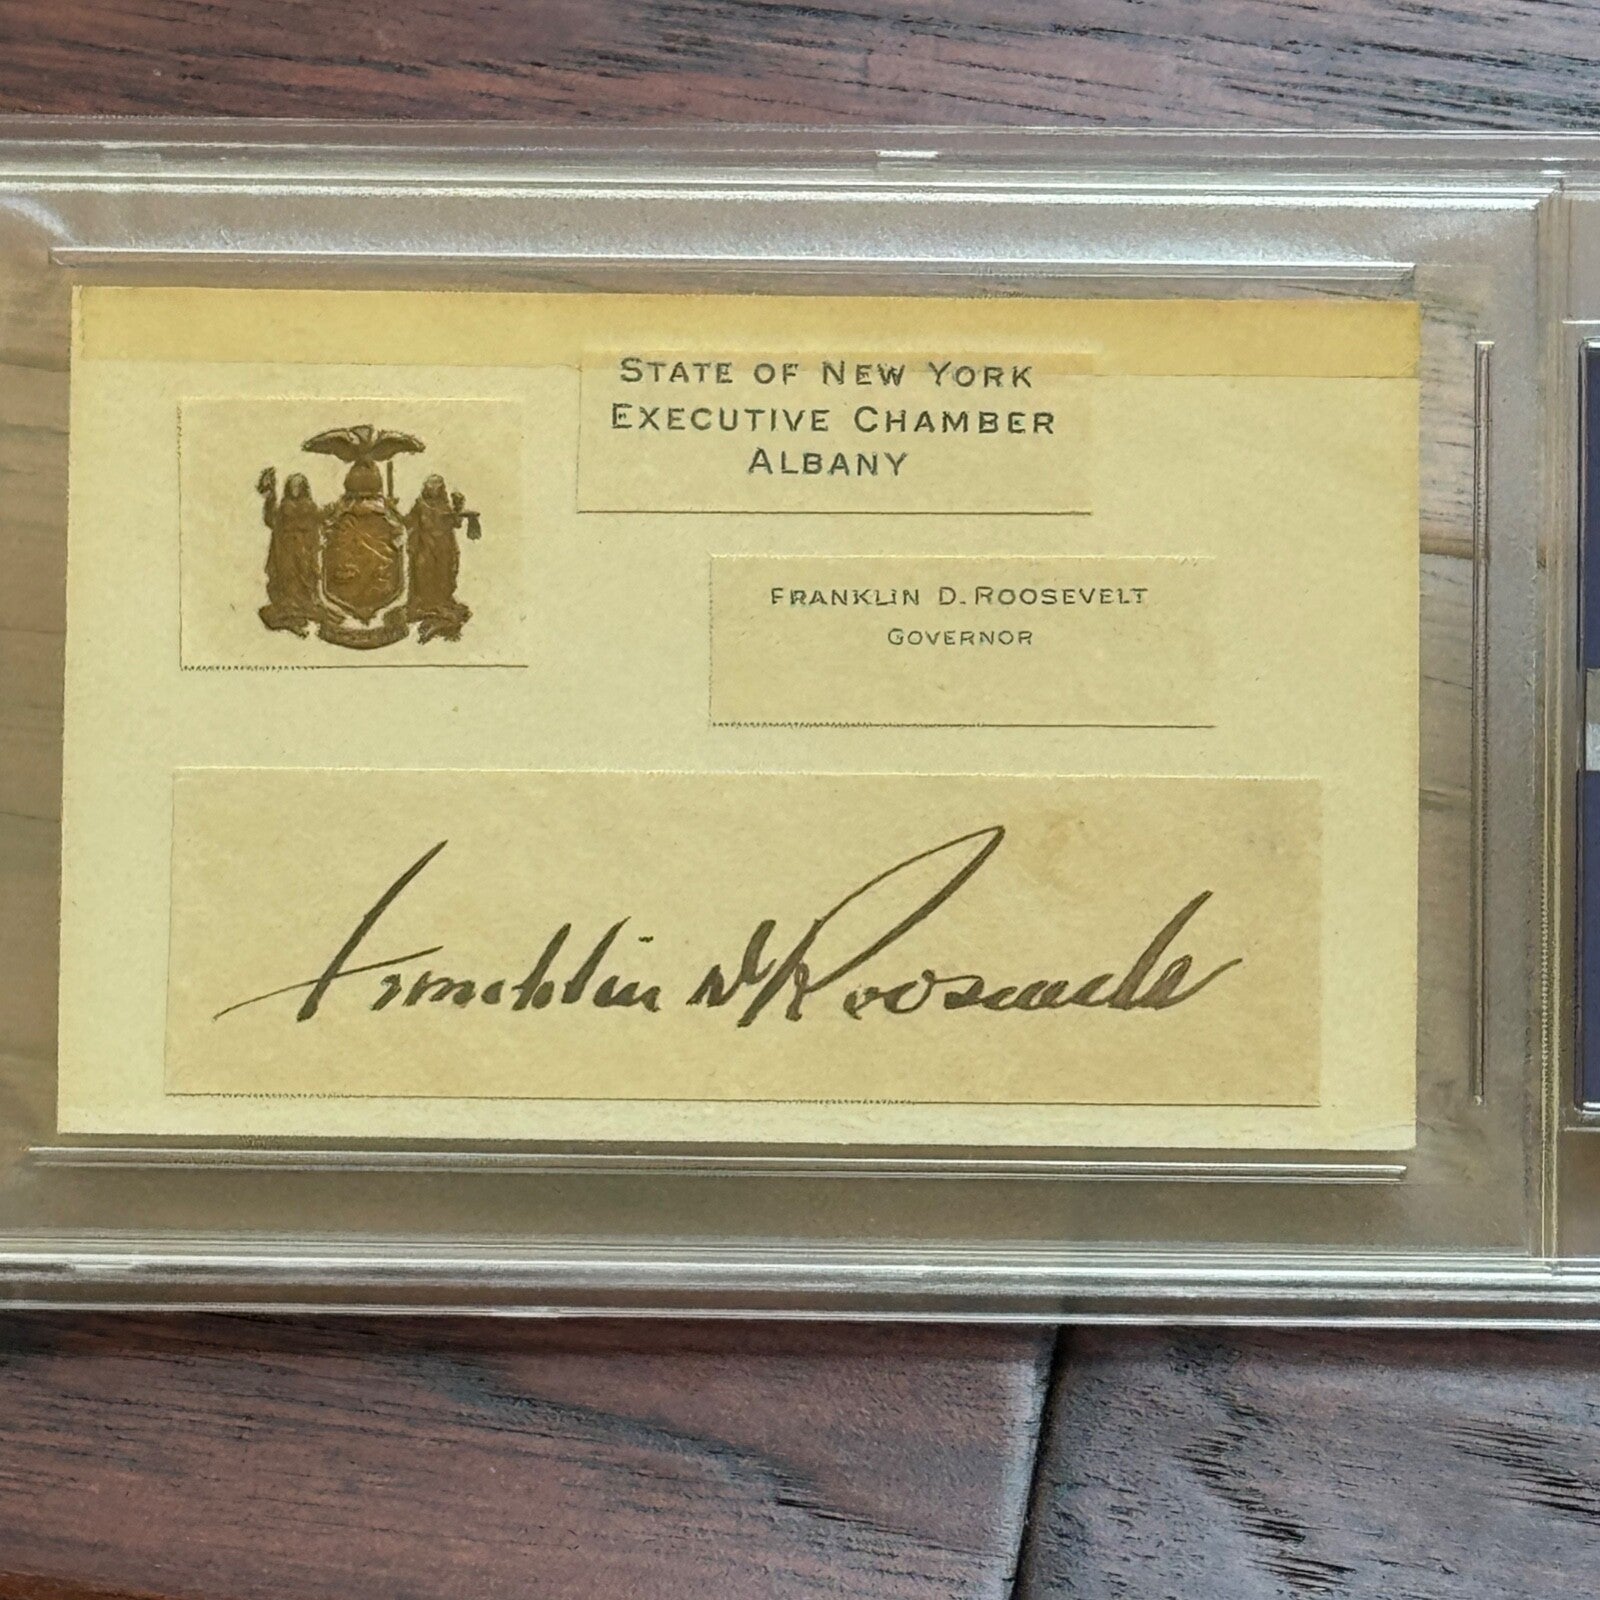 STATE OF NEW YORK
EXECUTIVE CHAMBER
ALBANY
FRANKLIN D. ROOSEVELT
GOVERNOR
Franklin D Roosevelt